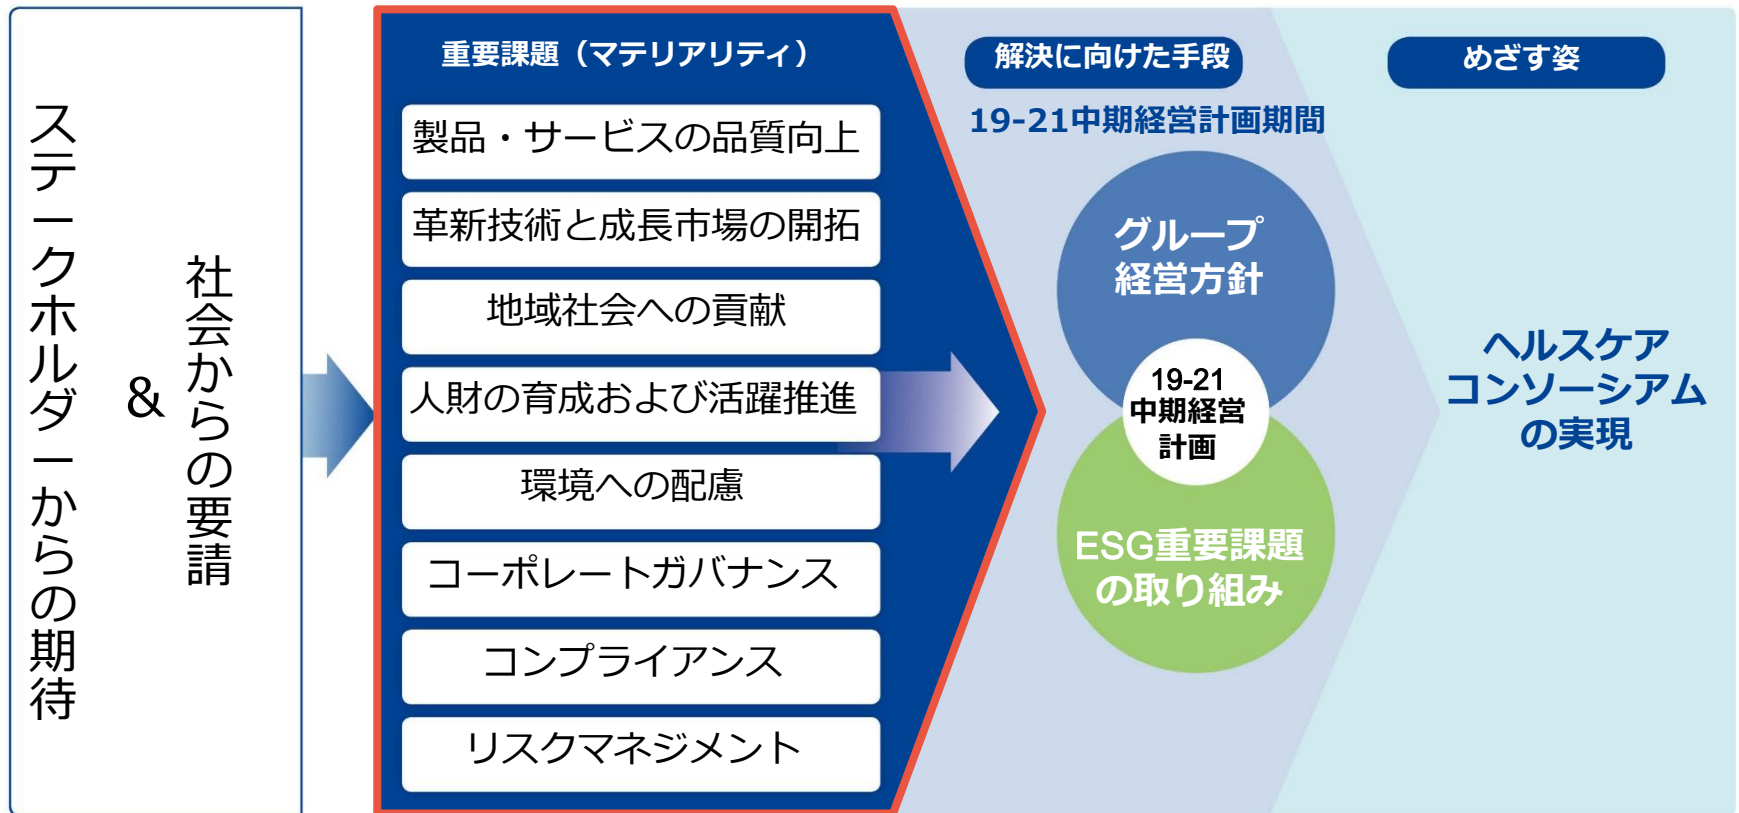 ステークホルダーからの期待
&
社会からの要請
重要課題（マテリアリティ）
製品・サービスの品質向上
革新技術と成長市場の開拓
地域社会への貢献
人財の育成および活躍推進
環境への配慮
コーポレートガバナンス
コンプライアンス
リスクマネジメント
解決に向けた手段
19-21中期経営計画期間
グループ
経営方針
19-21
中期経営
計画
ESG重要課題
の取り組み
めざす姿
ヘルスケア
コンソーシアム
の実現